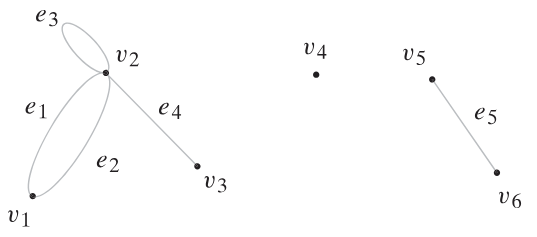 e₃
v₂
v₄
v₅
e₁
e₄
e₅
e₂
v₃
v₆
v₁